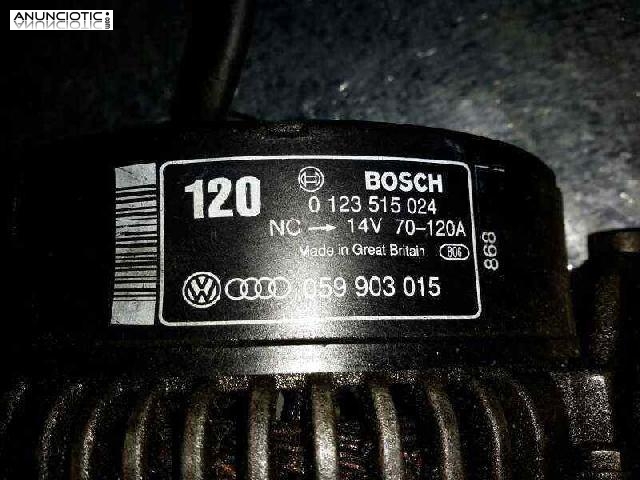 ANUNCIOTIC.com
120
BOSCH
0 123 515 024
NC → 14V 70-120A
Made in Great Britain
868
059 903 015